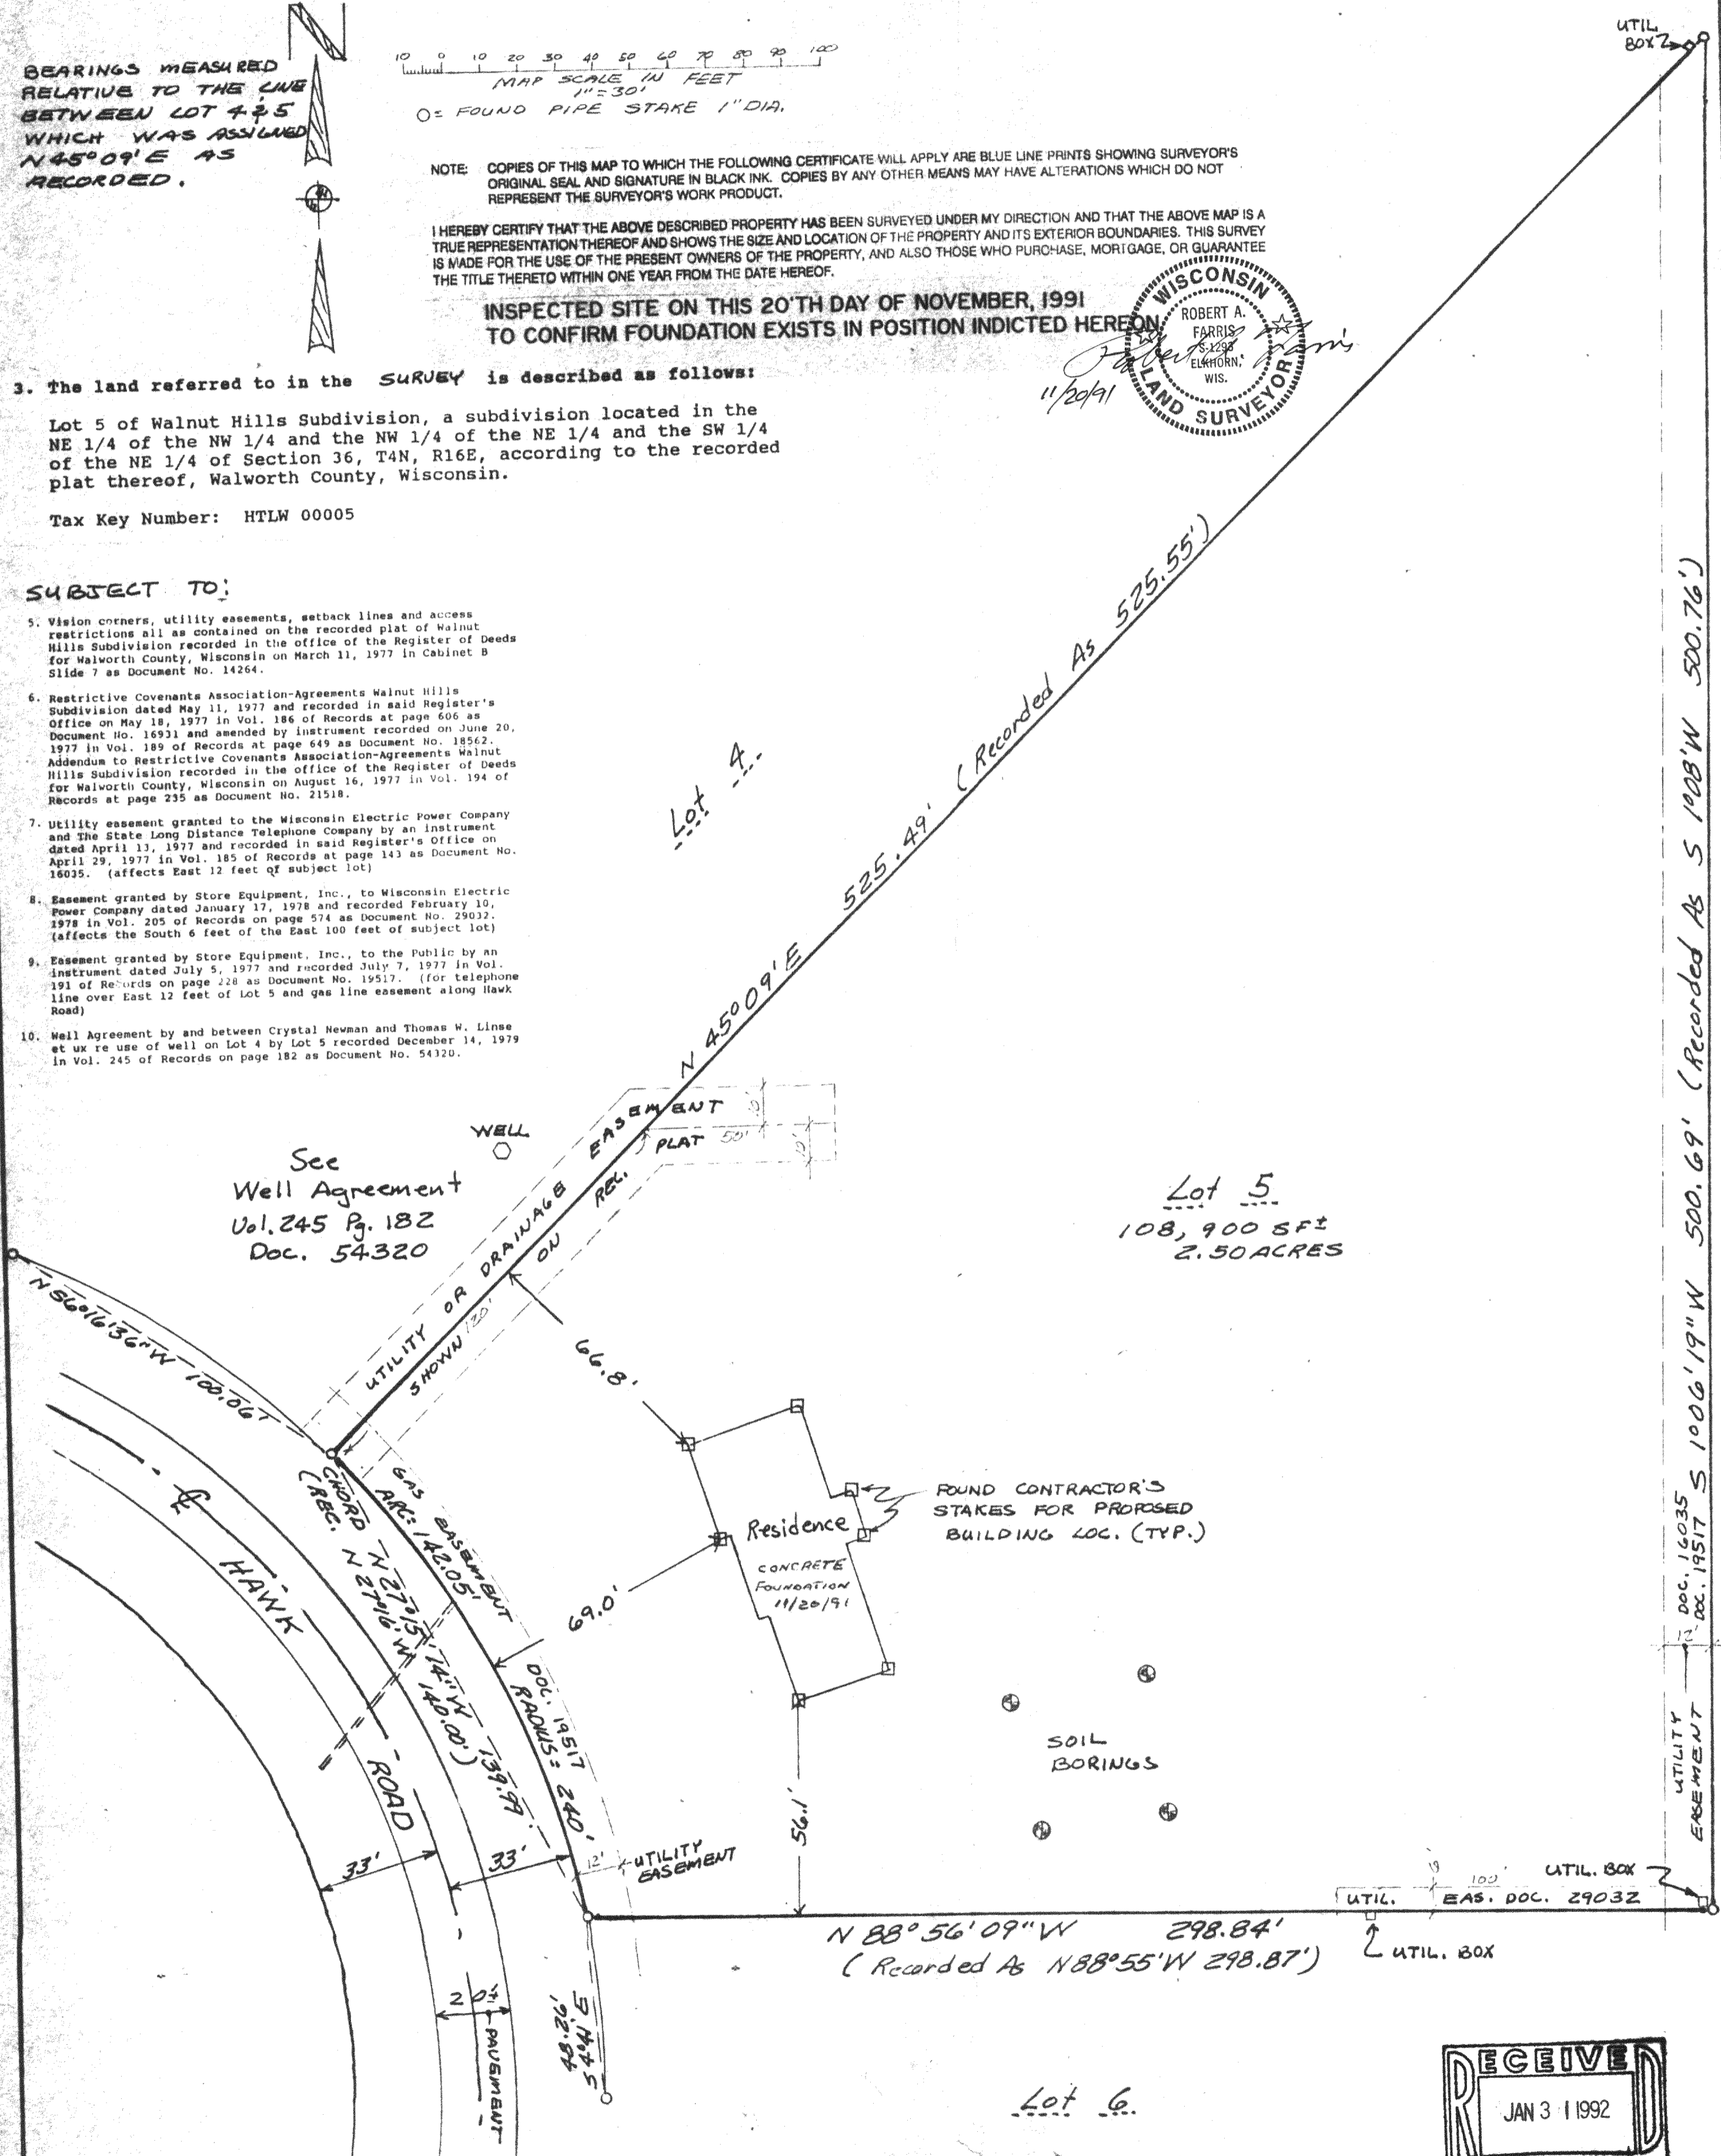 N
BEARINGS MEASURED
RELATIVE TO THE LINE
BETWEEN LOT 4 & 5
WHICH WAS ASSIGNED
N 45° 09' E AS
RECORDED.
10 0 10 20 30 40 50 60 70 80 90 100
MAP SCALE IN FEET
1" = 30'
O = FOUND PIPE STAKE 1" DIA.
NOTE: COPIES OF THIS MAP TO WHICH THE FOLLOWING CERTIFICATE WILL APPLY ARE BLUE LINE PRINTS SHOWING SURVEYOR'S
ORIGINAL SEAL AND SIGNATURE IN BLACK INK. COPIES BY ANY OTHER MEANS MAY HAVE ALTERATIONS WHICH DO NOT
REPRESENT THE SURVEYOR'S WORK PRODUCT.
I HEREBY CERTIFY THAT THE ABOVE DESCRIBED PROPERTY HAS BEEN SURVEYED UNDER MY DIRECTION AND THAT THE ABOVE MAP IS A
TRUE REPRESENTATION THEREOF AND SHOWS THE SIZE AND LOCATION OF THE PROPERTY AND ITS EXTERIOR BOUNDARIES. THIS SURVEY
IS MADE FOR THE USE OF THE PRESENT OWNERS OF THE PROPERTY, AND ALSO THOSE WHO PURCHASE, MORTGAGE, OR GUARANTEE
THE TITLE THERETO WITHIN ONE YEAR FROM THE DATE HEREOF.
INSPECTED SITE ON THIS 20'TH DAY OF NOVEMBER, 1991
TO CONFIRM FOUNDATION EXISTS IN POSITION INDICTED HEREON
WISCONSIN
ROBERT A.
FARRIS
S-1293
ELKHORN,
WIS.
LAND SURVEYOR
Robert A Farris
11/20/91
UTIL.
BOX
3. The land referred to in the SURVEY is described as follows:
Lot 5 of Walnut Hills Subdivision, a subdivision located in the
NE 1/4 of the NW 1/4 and the NW 1/4 of the NE 1/4 and the SW 1/4
of the NE 1/4 of Section 36, T4N, R16E, according to the recorded
plat thereof, Walworth County, Wisconsin.
Tax Key Number: HTLW 00005
SUBJECT TO:
5. Vision corners, utility easements, setback lines and access
restrictions all as contained on the recorded plat of Walnut
Hills Subdivision recorded in the office of the Register of Deeds
for Walworth County, Wisconsin on March 11, 1977 in Cabinet B
Slide 7 as Document No. 14264.
6. Restrictive Covenants Association-Agreements Walnut Hills
Subdivision dated May 11, 1977 and recorded in said Register's
Office on May 18, 1977 in Vol. 186 of Records at page 606 as
Document No. 16931 and amended by instrument recorded on June 20,
1977 in Vol. 189 of Records at page 649 as Document No. 18562.
Addendum to Restrictive Covenants Association-Agreements Walnut
Hills Subdivision recorded in the office of the Register of Deeds
for Walworth County, Wisconsin on August 16, 1977 in Vol. 194 of
Records at page 235 as Document No. 21518.
7. Utility easement granted to the Wisconsin Electric Power Company
and The State Long Distance Telephone Company by an instrument
dated April 13, 1977 and recorded in said Register's Office on
April 29, 1977 in Vol. 185 of Records at page 143 as Document No.
16035. (affects East 12 feet of subject lot)
8. Easement granted by Store Equipment, Inc., to Wisconsin Electric
Power Company dated January 17, 1978 and recorded February 10,
1978 in Vol. 205 of Records on page 574 as Document No. 29032.
(affects the South 6 feet of the East 100 feet of subject lot)
9. Easement granted by Store Equipment, Inc., to the Public by an
instrument dated July 5, 1977 and recorded July 7, 1977 in Vol.
191 of Records on page 228 as Document No. 19517. (for telephone
line over East 12 feet of Lot 5 and gas line easement along Hawk
Road)
10. Well Agreement by and between Crystal Newman and Thomas W. Linse
et ux re use of well on Lot 4 by Lot 5 recorded December 14, 1979
in Vol. 245 of Records on page 182 as Document No. 54320.
N 45° 09' E 525.49' (Recorded As 525.55')
Lot 4
S 1° 06' 19" W 500.69' (Recorded As S 1° 08' W 500.76')
WELL
See
Well Agreement
Vol. 245 Pg. 182
Doc. 54320
UTILITY OR DRAINAGE EASEMENT
SHOWN 120' ON REC. PLAT 50'
10'
10'
Lot 5
108,900 SF±
2.50 ACRES
N 56° 16' 36" W 100.06'
66.8'
69.0'
56.1'
Residence
CONCRETE
FOUNDATION
11/20/91
FOUND CONTRACTOR'S
STAKES FOR PROPOSED
BUILDING LOC. (TYP.)
SOIL
BORINGS
GAS EASEMENT DOC. 19517
ARC = 142.05' RADIUS = 240'
CHORD - N 27° 15' 14" W - 139.99'
(REC. N 27° 16' W 140.00')
HAWK ROAD
33'
33'
12'
UTILITY
EASEMENT
DOC. 16035
DOC. 19517
12'
UTILITY
EASEMENT
UTIL. BOX
100'
6'
UTIL. EAS. DOC. 29032
UTIL. BOX
N 88° 56' 09" W 298.84'
(Recorded As N 88° 55' W 298.87')
20'±
PAVEMENT
S 4° 41' E
48.26'
Lot 6
RECEIVED
JAN 31 1992